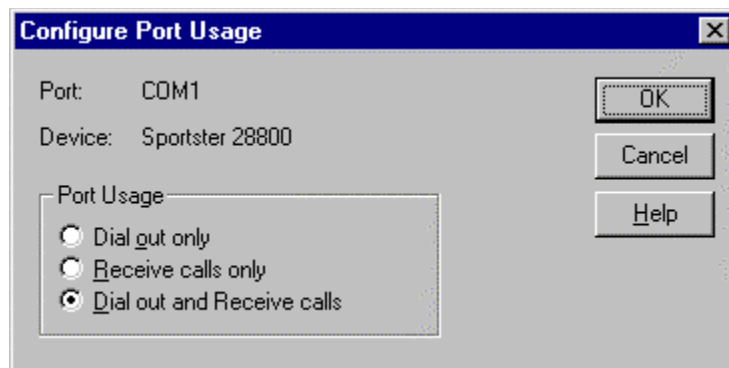 Configure Port Usage
Port: COM1
Device: Sportster 28800
Port Usage
Dial out only
Receive calls only
Dial out and Receive calls
OK
Cancel
Help